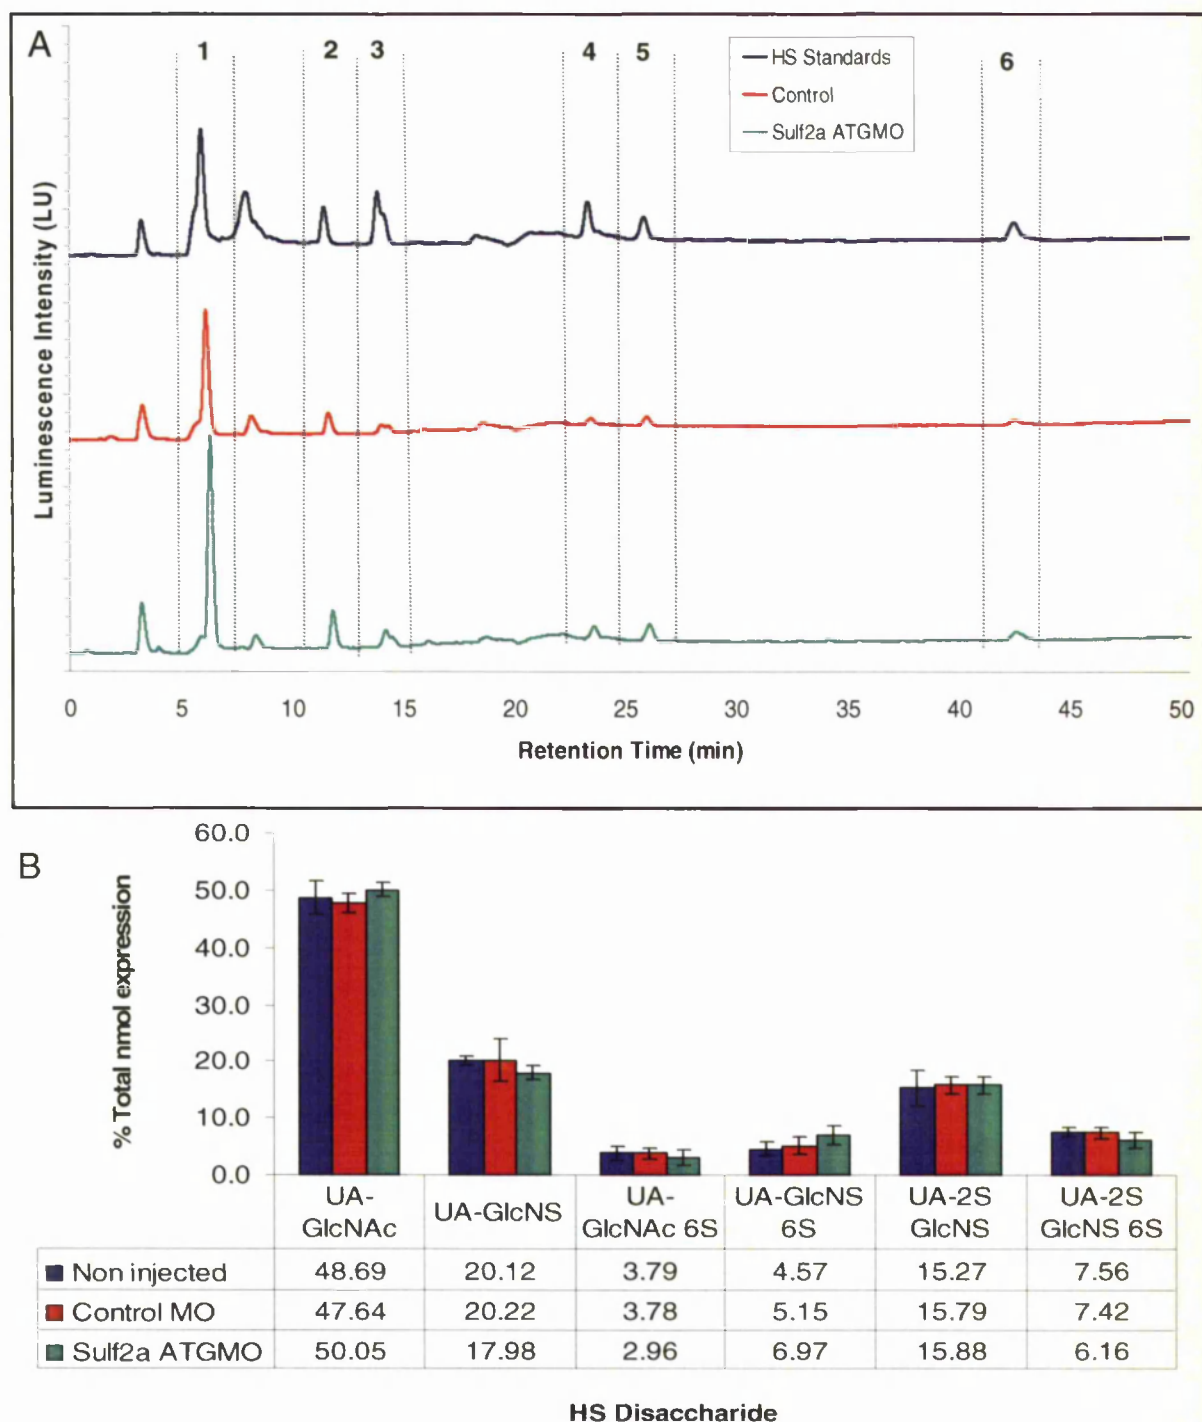 A
1 2 3 4 5 6
HS Standards
Control
Sulf2a ATGMO
Luminescence Intensity (LU)
0 5 10 15 20 25 30 35 40 45 50
Retention Time (min)
B
% Total nmol expression
60.0
50.0
40.0
30.0
20.0
10.0
0.0
UA-GlcNAc UA-GlcNS UA-GlcNAc 6S UA-GlcNS 6S UA-2S GlcNS UA-2S GlcNS 6S
Non injected 48.69 20.12 3.79 4.57 15.27 7.56
Control MO 47.64 20.22 3.78 5.15 15.79 7.42
Sulf2a ATGMO 50.05 17.98 2.96 6.97 15.88 6.16
HS Disaccharide